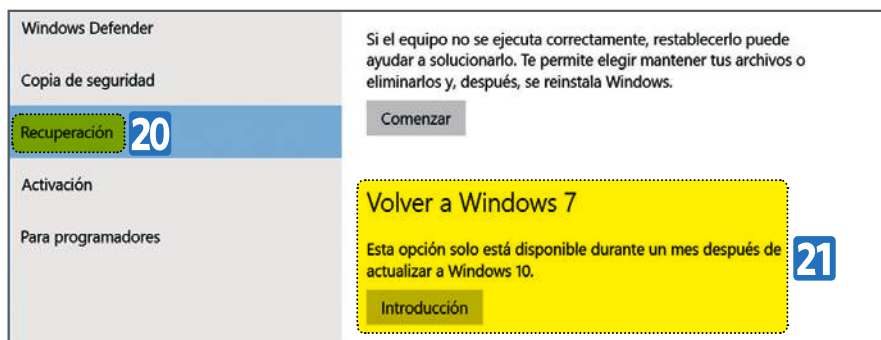 Windows Defender
Copia de seguridad
Recuperación 20
Activación
Para programadores
Si el equipo no se ejecuta correctamente, restablecerlo puede
ayudar a solucionarlo. Te permite elegir mantener tus archivos o
eliminarlos y, después, se reinstala Windows.
Comenzar
Volver a Windows 7
Esta opción solo está disponible durante un mes después de
actualizar a Windows 10.
21
Introducción